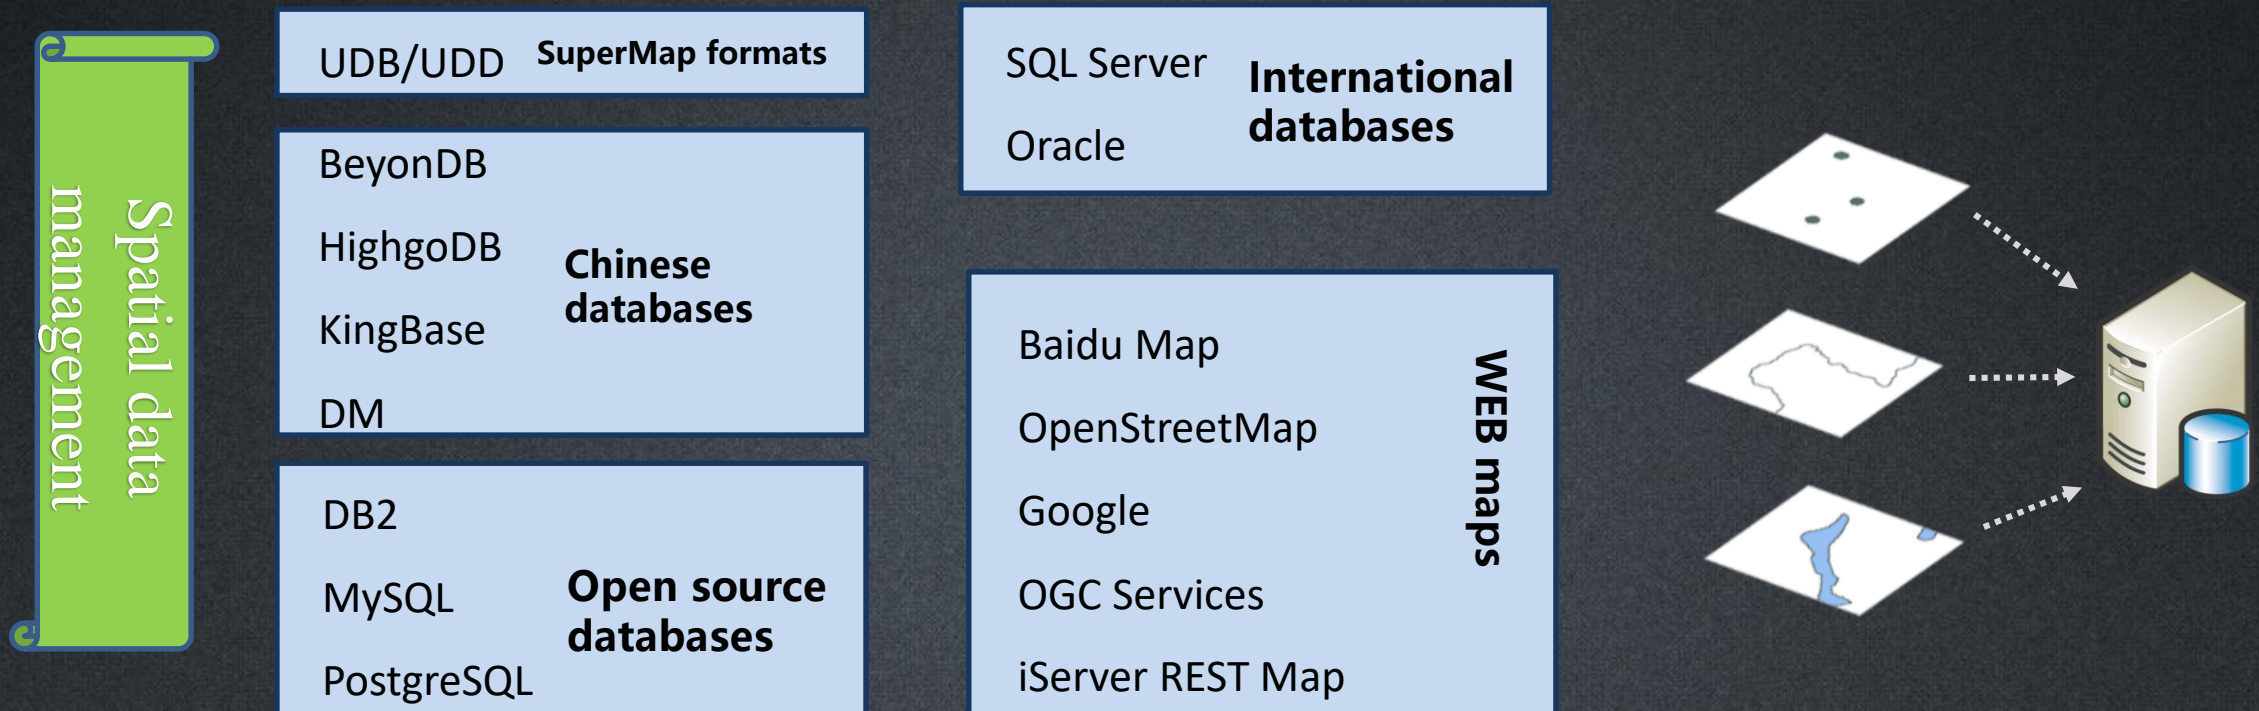 Spatial data
management
UDB/UDD
SuperMap formats
BeyonDB
HighgoDB
KingBase
DM
Chinese
databases
DB2
MySQL
PostgreSQL
Open source
databases
SQL Server
Oracle
International
databases
Baidu Map
OpenStreetMap
Google
OGC Services
iServer REST Map
WEB maps